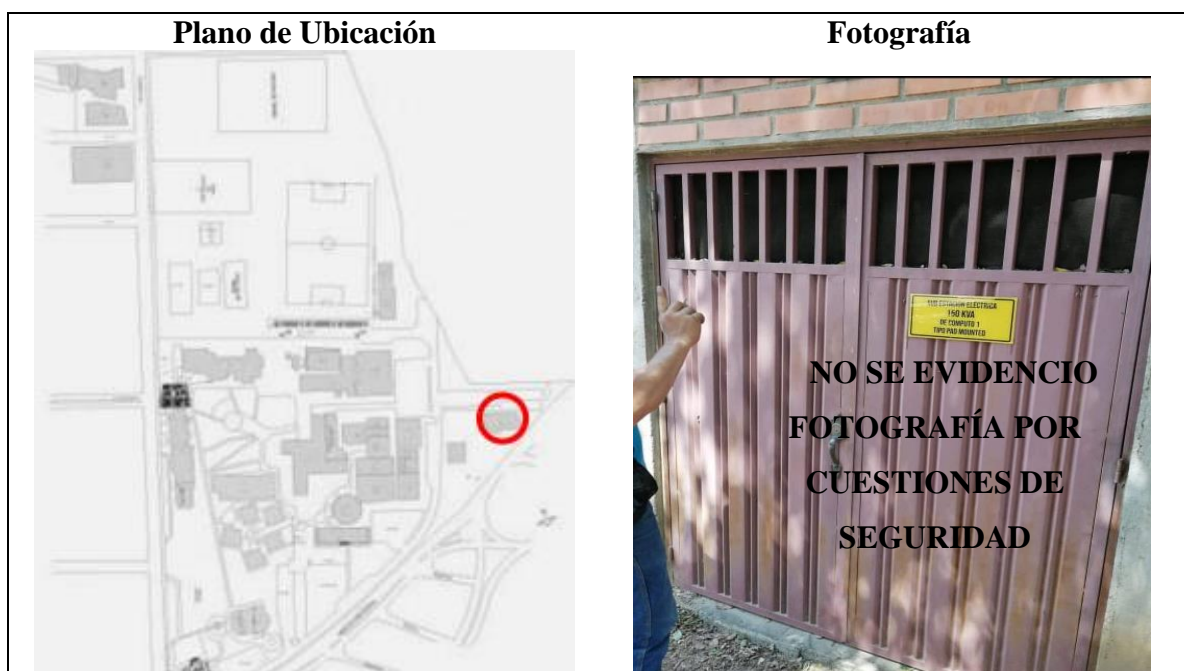 Plano de Ubicación
Fotografía
SUB ESTACIÓN ELÉCTRICA
150 KVA
DE COMPUTO 1
TIPO PAD MOUNTED
NO SE EVIDENCIO
FOTOGRAFÍA POR
CUESTIONES DE
SEGURIDAD